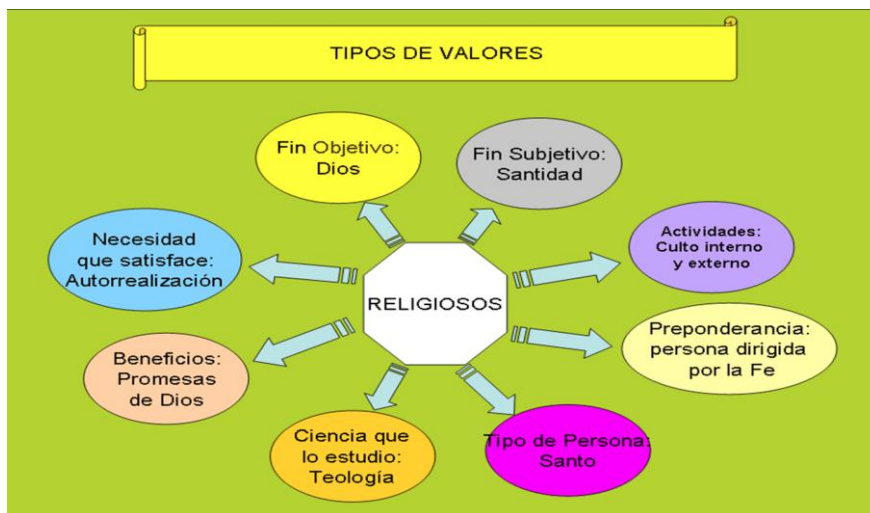 TIPOS DE VALORES
Fin Objetivo:
Dios
Fin Subjetivo:
Santidad
Necesidad
que satisface:
Autorrealización
Actividades:
Culto interno
y externo
RELIGIOSOS
Beneficios:
Promesas
de Dios
Preponderancia:
persona dirigida
por la Fe
Ciencia que
lo estudio:
Teología
Tipo de Persona:
Santo